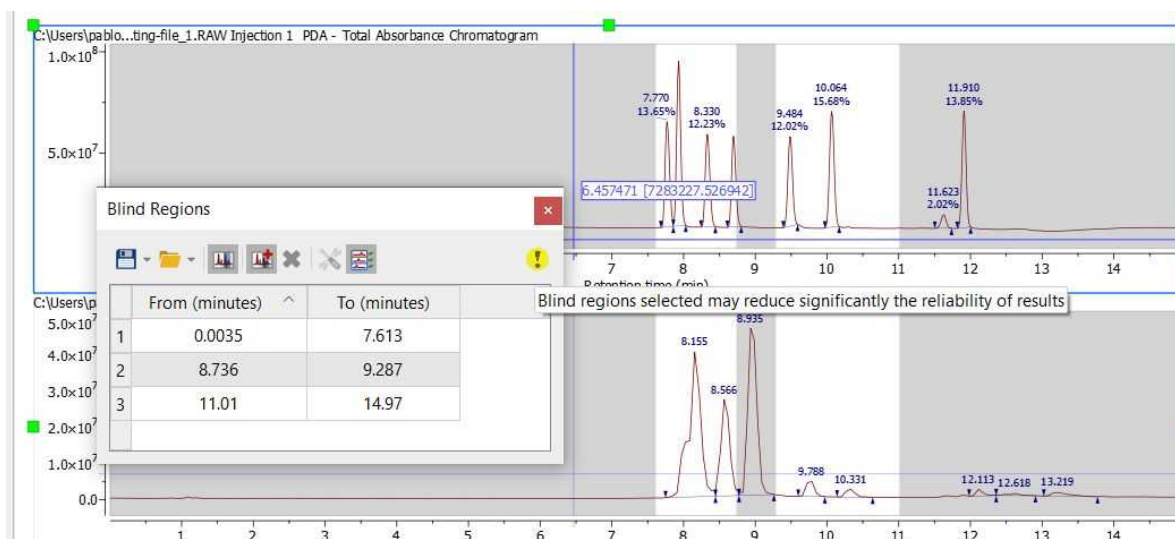 C:\Users\pablo...ting-file_1.RAW Injection 1 PDA - Total Absorbance Chromatogram
1.0×10⁸
7.770
13.65%
8.330
12.23%
9.484
12.02%
10.064
15.68%
11.910
13.85%
5.0×10⁷
11.623
2.02%
6.457471 [7283227.526942]
Blind Regions
7 8 9 10 11 12 13 14
Retention time (min)
From (minutes) To (minutes)
1 0.0035 7.613
2 8.736 9.287
3 11.01 14.97
Blind regions selected may reduce significantly the reliability of results
C:\Users\p
5.0×10⁷
4.0×10⁷
3.0×10⁷
2.0×10⁷
1.0×10⁷
0.0
8.155
8.566
8.935
9.788
10.331
12.113 12.618 13.219
1 2 3 4 5 6 7 8 9 10 11 12 13 14